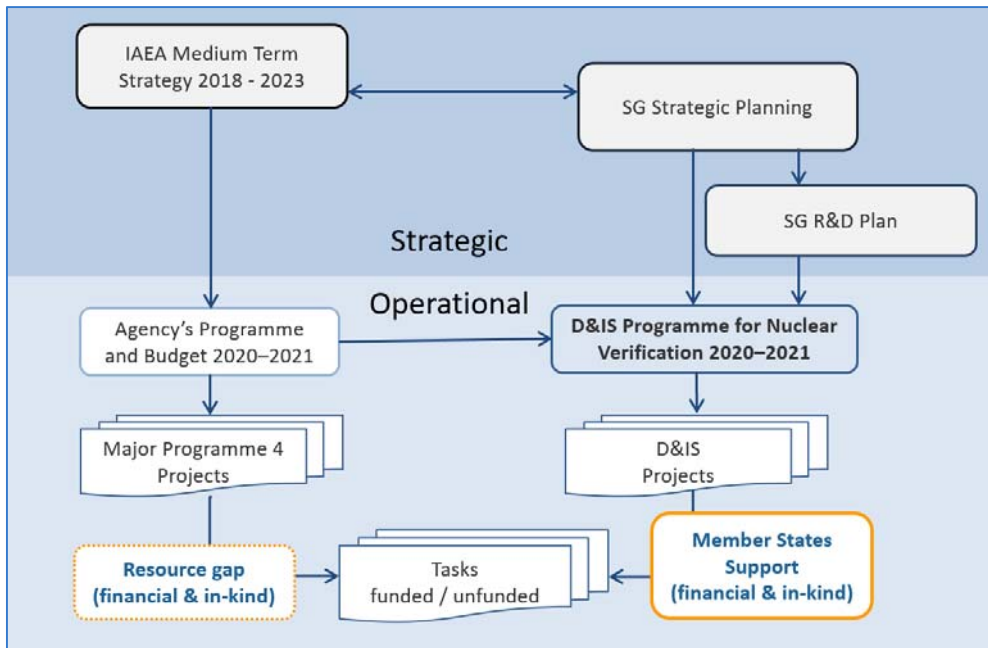 IAEA Medium Term
Strategy 2018 - 2023
SG Strategic Planning
SG R&D Plan
Strategic
Operational
Agency's Programme
and Budget 2020–2021
D&IS Programme for Nuclear
Verification 2020–2021
Major Programme 4
Projects
D&IS
Projects
Resource gap
(financial & in-kind)
Tasks
funded / unfunded
Member States
Support
(financial & in-kind)